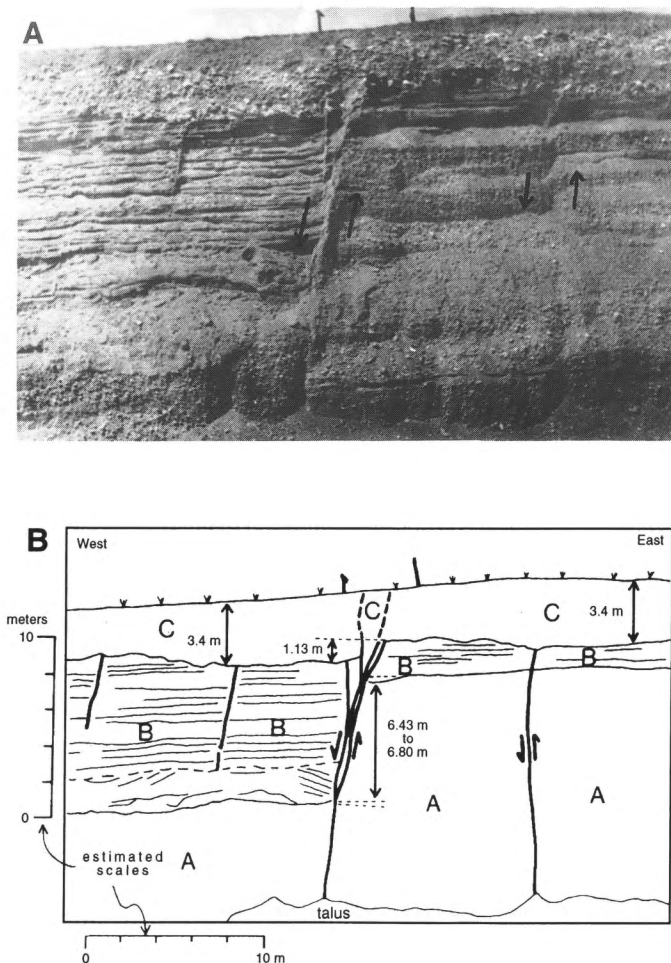 A
B
West
East
meters
10
0
C
3.4 m
1.13 m
C
C
3.4 m
B
B
B
B
6.43 m
to
6.80 m
A
A
A
estimated
scales
talus
0
10 m